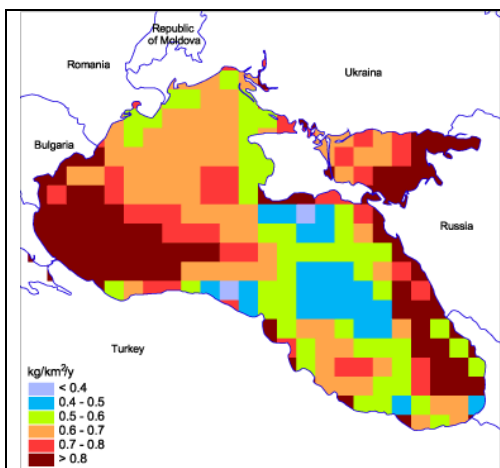 Republic
of Moldova
Romania
Ukraina
Bulgaria
Russia
Turkey
kg/km²/y
< 0.4
0.4 - 0.5
0.5 - 0.6
0.6 - 0.7
0.7 - 0.8
> 0.8